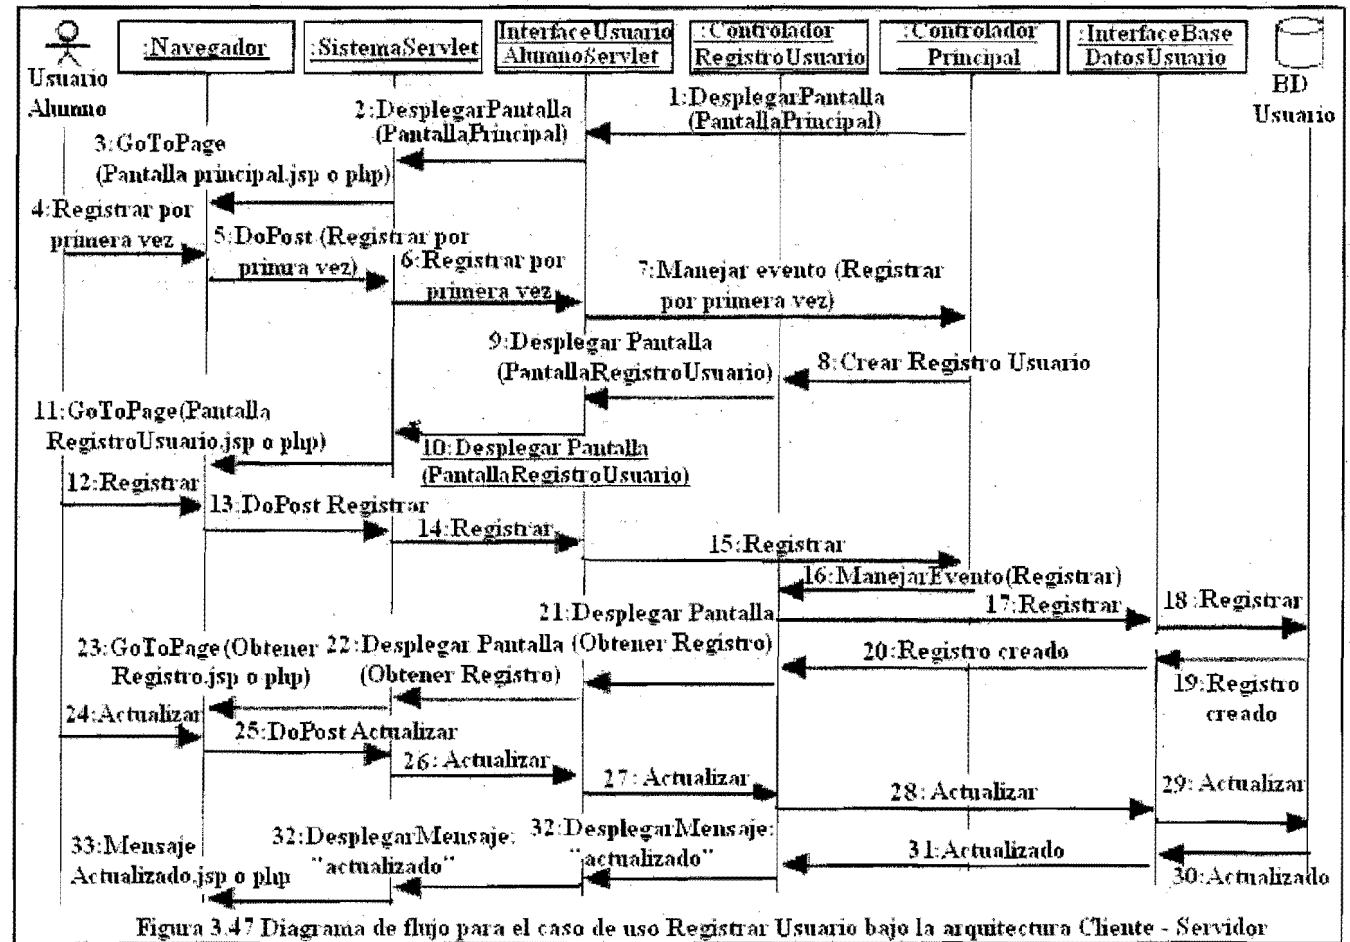 Usuario
Alumno
:Navegador
:SistemaServlet
InterfaceUsuario
AlumnoServlet
:Controlador
RegistroUsuario
:Controlador
Principal
:InterfaceBase
DatosUsuario
BD
Usuario
1:DesplegarPantalla
(PantallaPrincipal)
2:DesplegarPantalla
(PantallaPrincipal)
3:GoToPage
(Pantalla principal.jsp o php)
4:Registrar por
primera vez
5:DoPost (Registrar por
primra vez)
6:Registrar por
primera vez
7:Manejar evento (Registrar
por primera vez)
8:Crear Registro Usuario
9:Desplegar Pantalla
(PantallaRegistroUsuario)
10:Desplegar Pantalla
(PantallaRegistroUsuario)
11:GoToPage(Pantalla
RegistroUsuario.jsp o php)
12:Registrar
13:DoPost Registrar
14:Registrar
15:Registrar
16:ManejarEvento(Registrar)
17:Registrar
18:Registrar
19:Registro
creado
20:Registro creado
21:Desplegar Pantalla
(Obtener Registro)
22:Desplegar Pantalla
(Obtener Registro)
23:GoToPage(Obtener
Registro.jsp o php)
24:Actualizar
25:DoPost Actualizar
26: Actualizar
27: Actualizar
28: Actualizar
29: Actualizar
30:Actualizado
31:Actualizado
32:DesplegarMensaje:
"actualizado"
32:DesplegarMensaje:
"actualizado"
33:Mensaje
Actualizado.jsp o php
Figura 3.47 Diagrama de flujo para el caso de uso Registrar Usuario bajo la arquitectura Cliente - Servidor